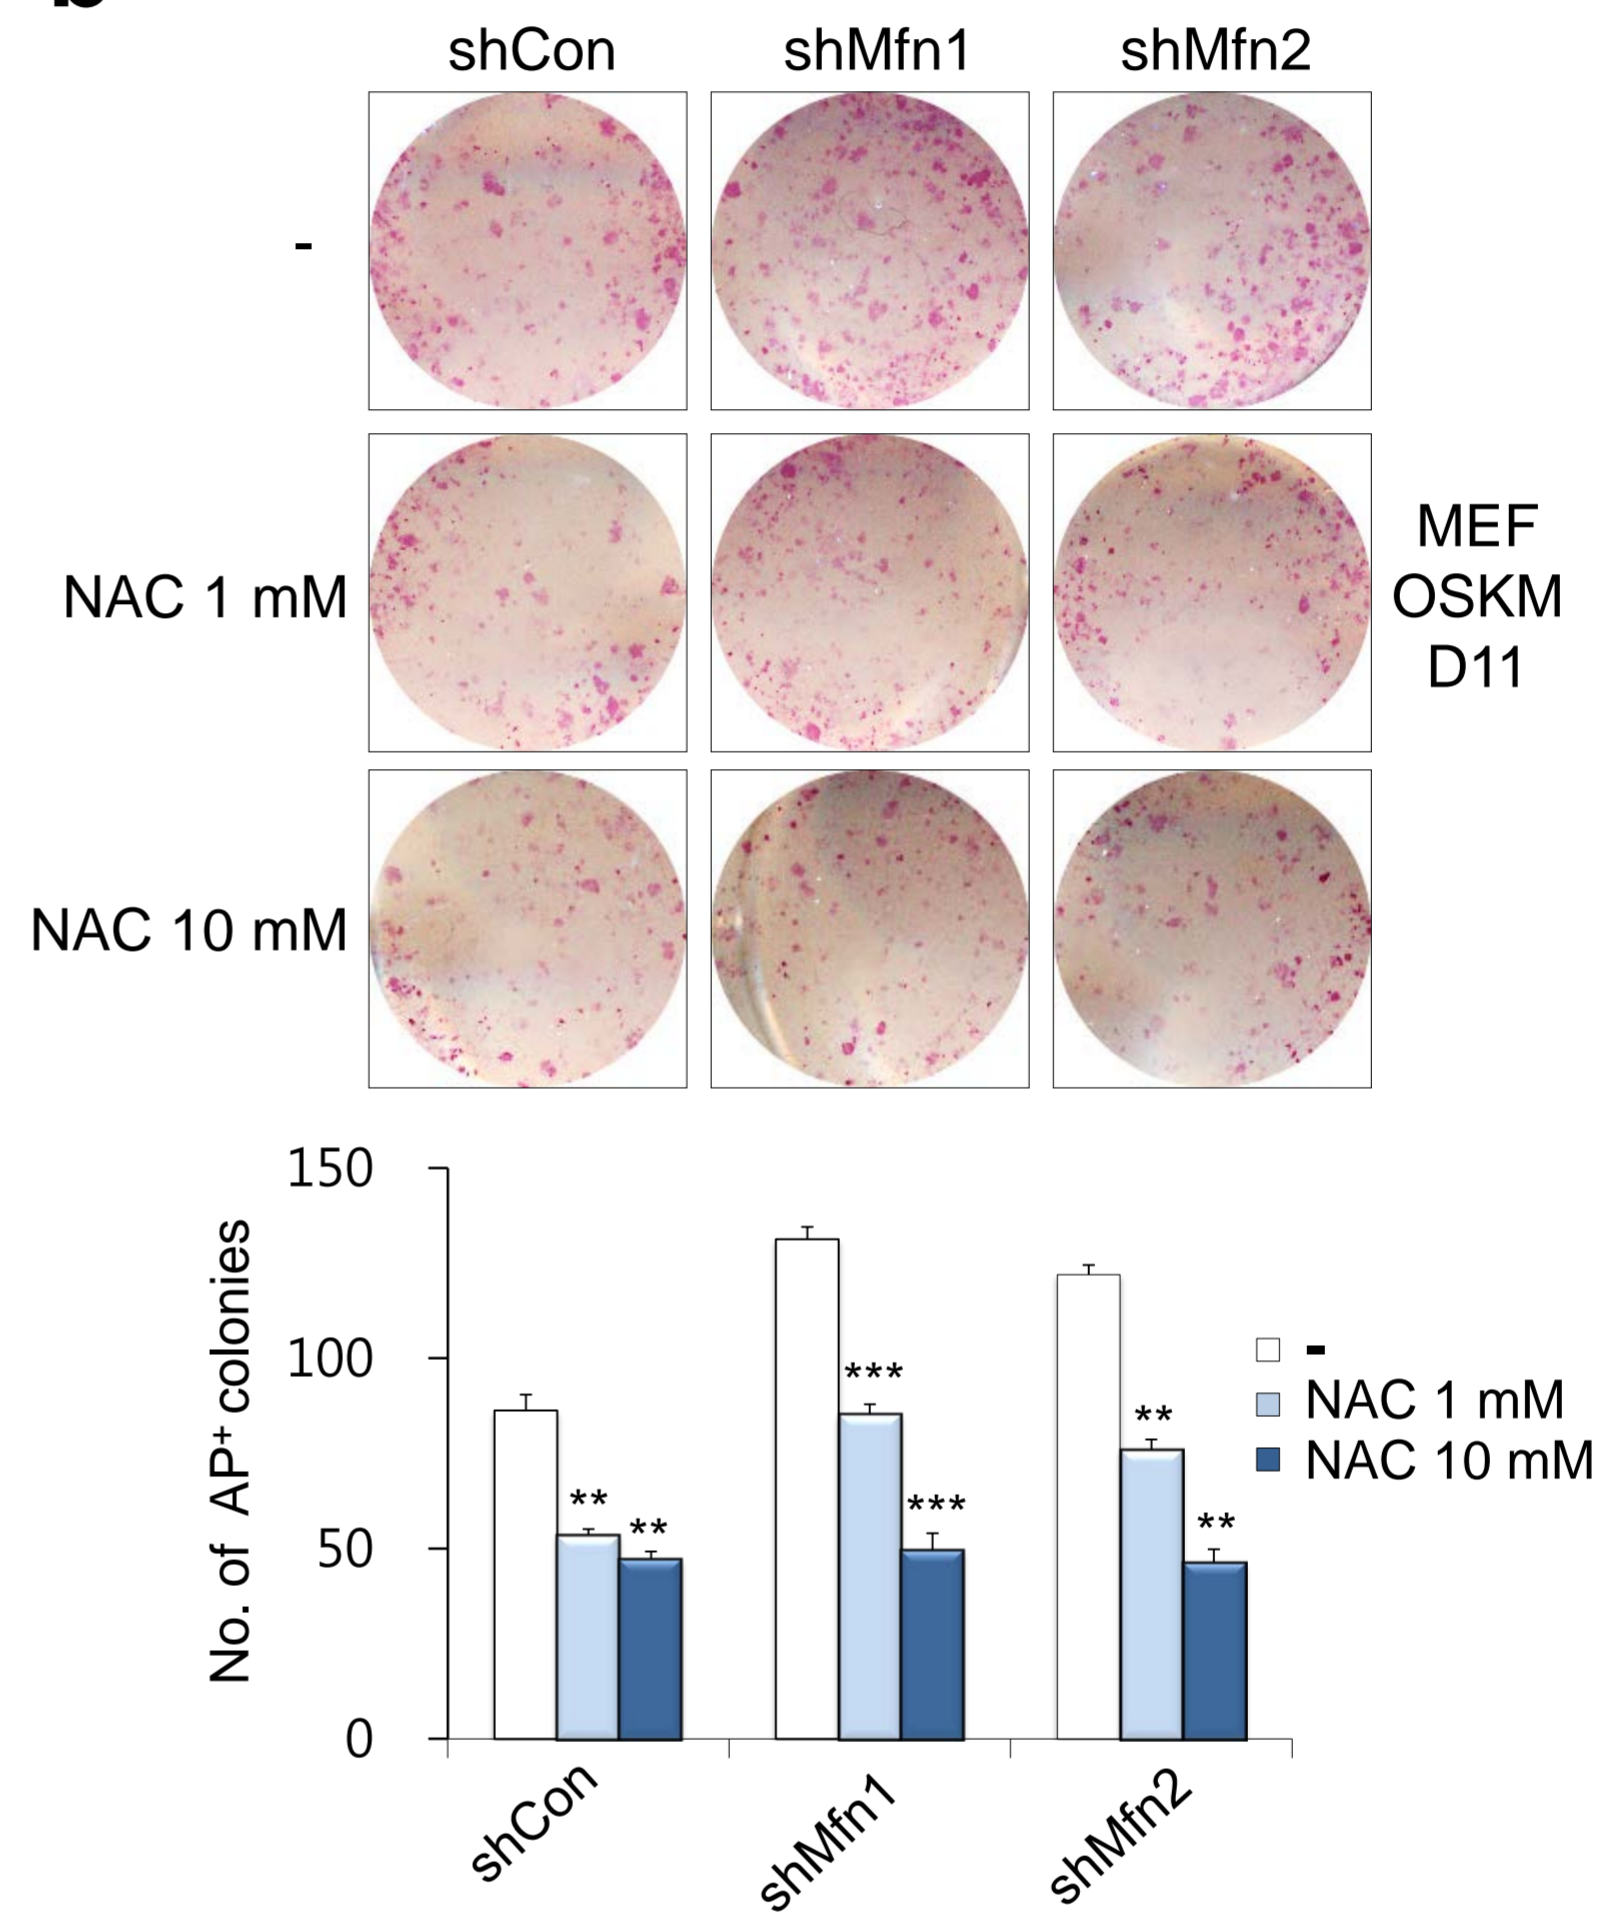 b
shCon shMfn1 shMfn2
-
NAC 1 mM
MEF
OSKM
D11
NAC 10 mM
150
100
50
0
No. of AP⁺ colonies
** **
*** ***
** **
-
NAC 1 mM
NAC 10 mM
shCon shMfn1 shMfn2